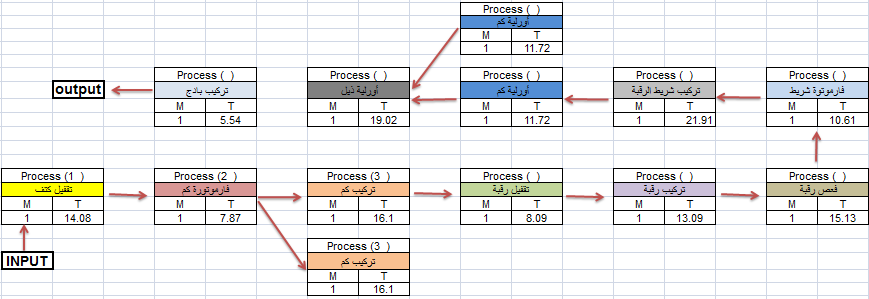 Process ( )
أورلية كم
M T
1 11.72
output
Process ( )
تركيب بادج
M T
1 5.54
Process ( )
أورلية ذيل
M T
1 19.02
Process ( )
أورلية كم
M T
1 11.72
Process ( )
تركيب شريط الرقبة
M T
1 21.91
Process ( )
فارموتوة شريط
M T
1 10.61
Process (1 )
تقفيل كتف
M T
1 14.08
Process (2 )
فارموتورة كم
M T
1 7.87
Process (3 )
تركيب كم
M T
1 16.1
Process ( )
تقفيل رقبة
M T
1 8.09
Process ( )
تركيب رقبة
M T
1 13.09
Process ( )
قعص رقبة
M T
1 15.13
INPUT
Process (3 )
تركيب كم
M T
1 16.1